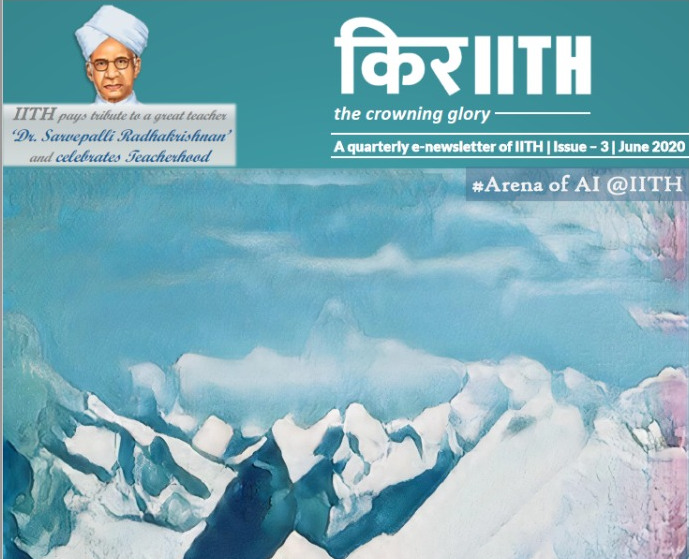 IITH pays tribute to a great teacher
'Dr. Sarvepalli Radhakrishnan'
and celebrates Teacherhood
किरIITH
the crowning glory
A quarterly e-newsletter of IITH | Issue – 3 | June 2020
#Arena of AI @IITH